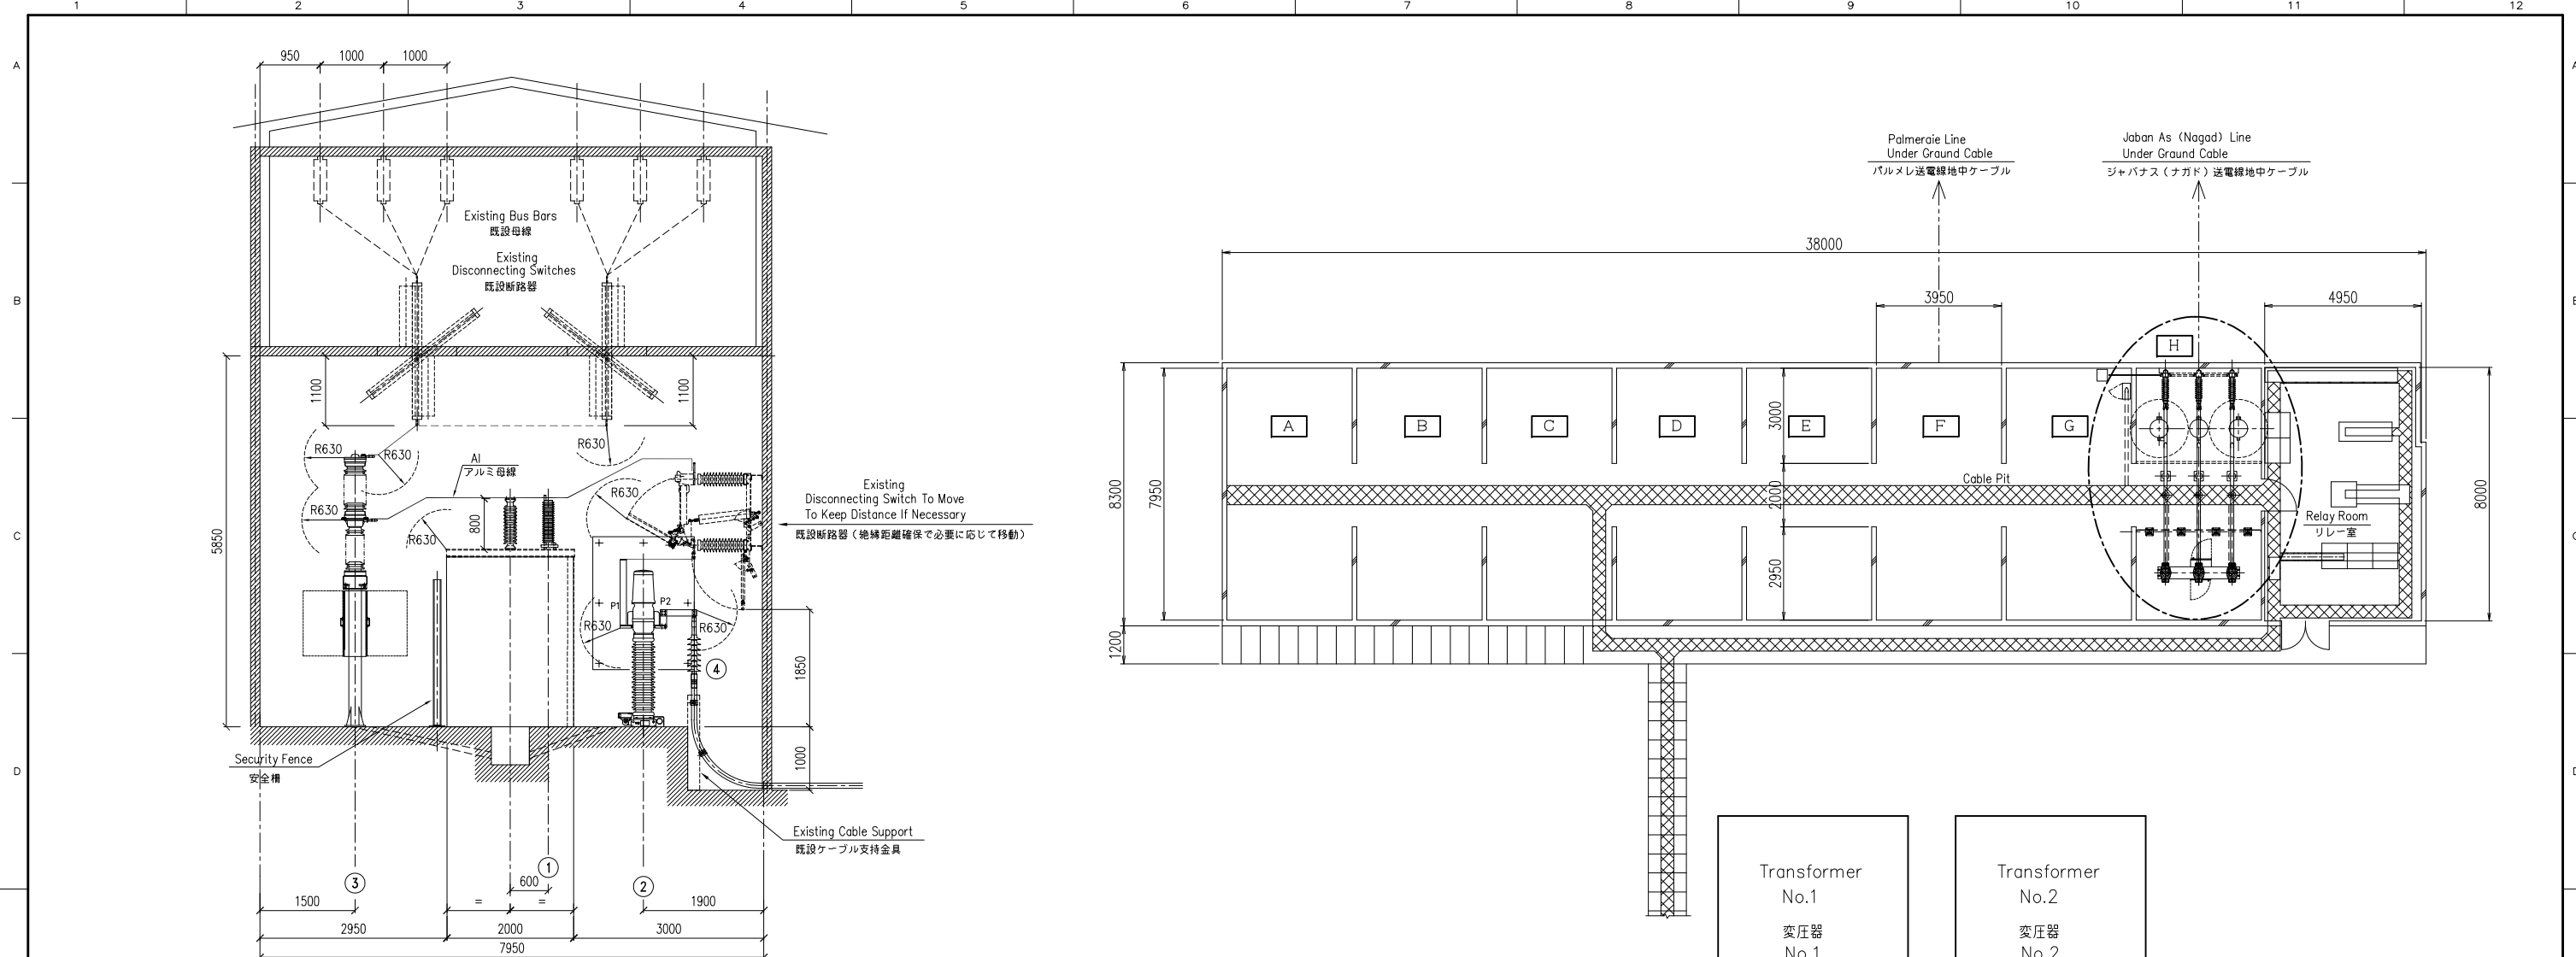 1 2 3 4 5 6 7 8 9 10 11 12
A
B
C
D
A
950 1000 1000
Existing Bus Bars
既設母線
Existing
Disconnecting Switches
既設断路器
1100
1100
R630
R630
R630
R630
Al
アルミ母線
R630
R630
800
5850
Existing
Disconnecting Switch To Move
To Keep Distance If Necessary
既設断路器（絶縁距離確保で必要に応じて移動）
P1
P2
R630
R630
④
1850
1000
Security Fence
安全柵
Existing Cable Support
既設ケーブル支持金具
③
①
②
600
1500
=
=
1900
2950
2000
3000
7950
Palmeraie Line
Under Graund Cable
パルメレ送電線地中ケーブル
Jaban As (Nagad) Line
Under Graund Cable
ジャバナス（ナガド）送電線地中ケーブル
38000
3950
4950
H
A
B
C
D
E
F
G
8300
7950
3000
2000
2950
1200
8000
Cable Pit
Relay Room
リレー室
Transformer
No.1
変圧器
No.1
Transformer
No.2
変圧器
No.2